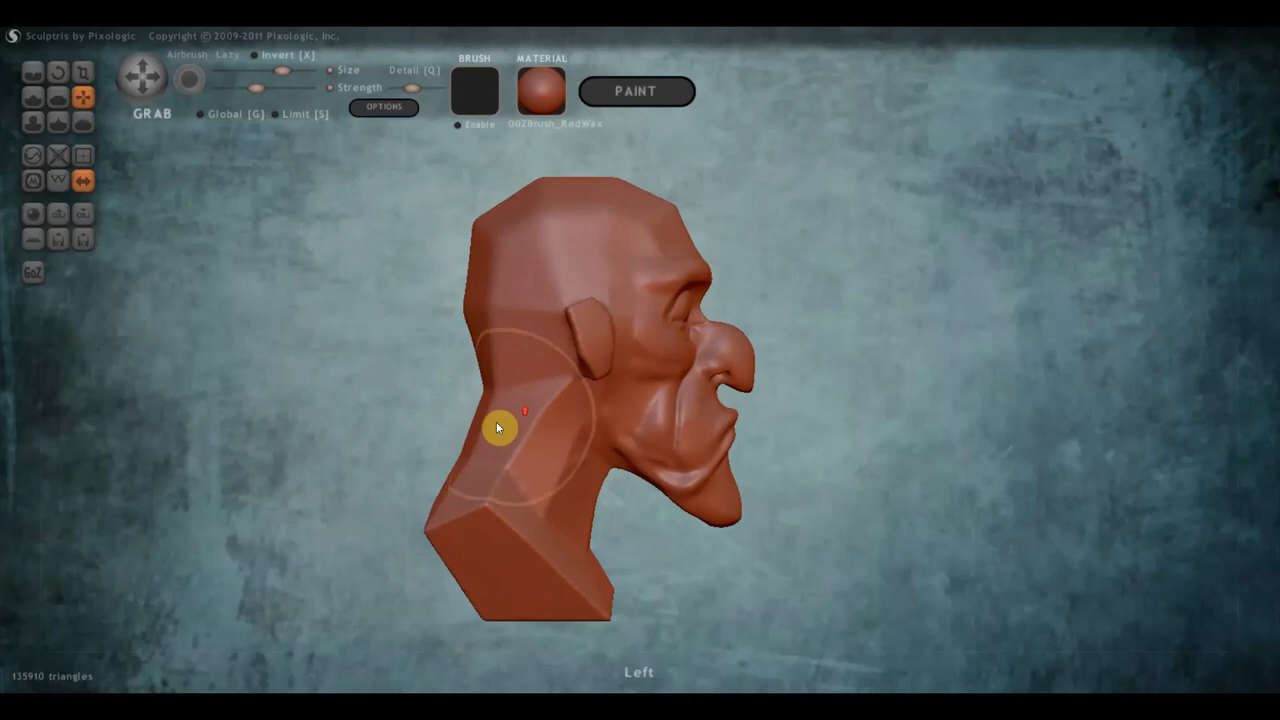 Sculptris by Pixologic Copyright ©2009-2011 Pixologic, Inc.
Airbrush Lazy Invert [X]
Size Detail [Q]
Strength
OPTIONS
GRAB Global [G] Limit [S]
BRUSH
Enable
MATERIAL
00ZBrush_RedWax
PAINT
GoZ
135910 triangles
Left